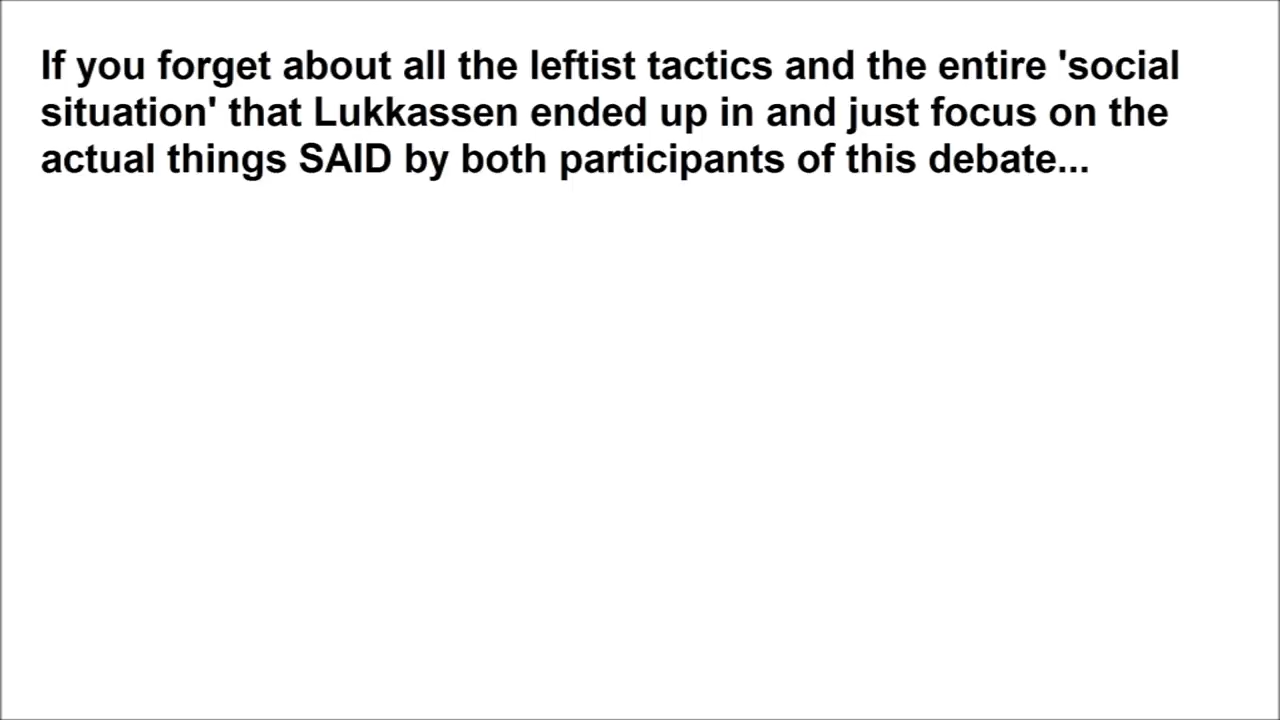 If you forget about all the leftist tactics and the entire 'social
situation' that Lukkassen ended up in and just focus on the
actual things SAID by both participants of this debate...